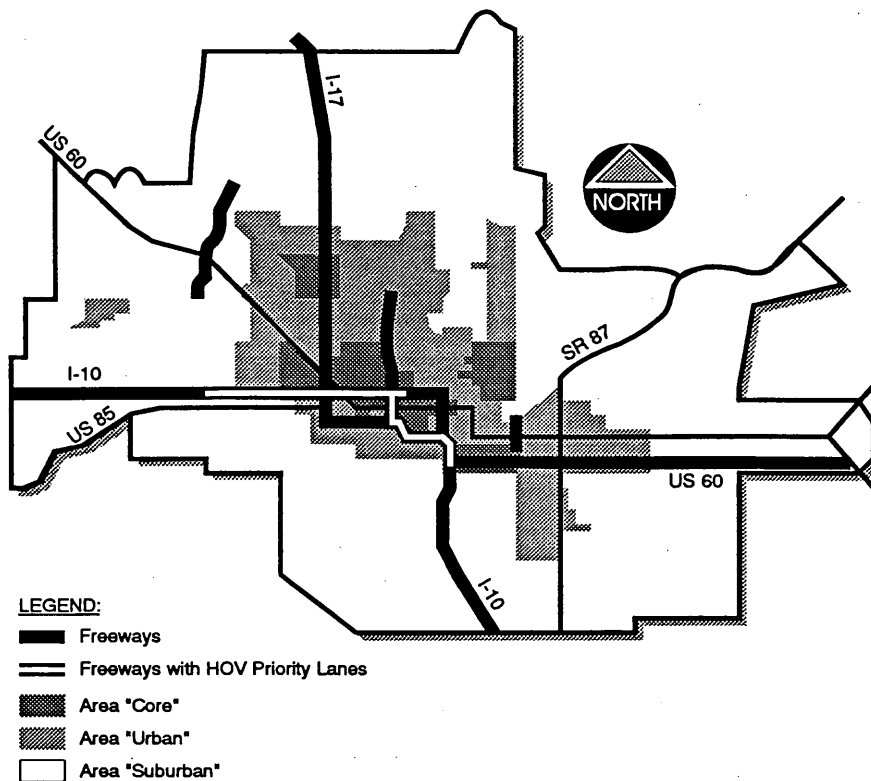 I-17
US 60
NORTH
SR 87
I-10
US 85
US 60
I-10
LEGEND:
Freeways
Freeways with HOV Priority Lanes
Area "Core"
Area "Urban"
Area "Suburban"